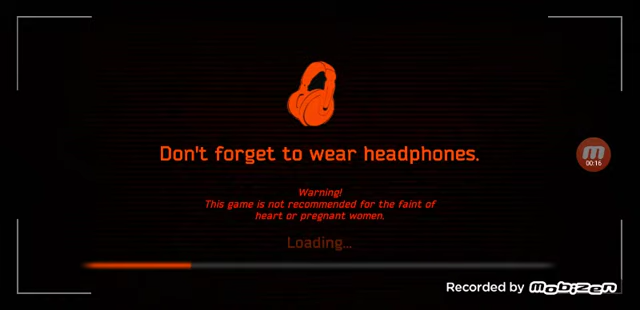 Don't forget to wear headphones.
00:16
Warning!
This game is not recommended for the faint of
heart or pregnant women.
Loading...
Recorded by mobizen